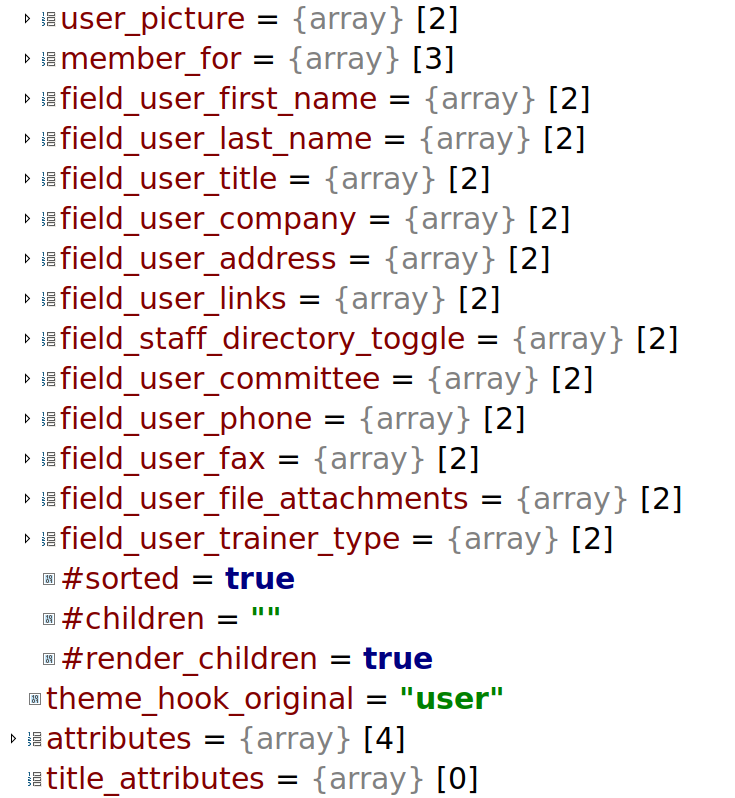 user_picture = {array} [2]
member_for = {array} [3]
field_user_first_name = {array} [2]
field_user_last_name = {array} [2]
field_user_title = {array} [2]
field_user_company = {array} [2]
field_user_address = {array} [2]
field_user_links = {array} [2]
field_staff_directory_toggle = {array} [2]
field_user_committee = {array} [2]
field_user_phone = {array} [2]
field_user_fax = {array} [2]
field_user_file_attachments = {array} [2]
field_user_trainer_type = {array} [2]
#sorted = true
#children = ""
#render_children = true
theme_hook_original = "user"
attributes = {array} [4]
title_attributes = {array} [0]